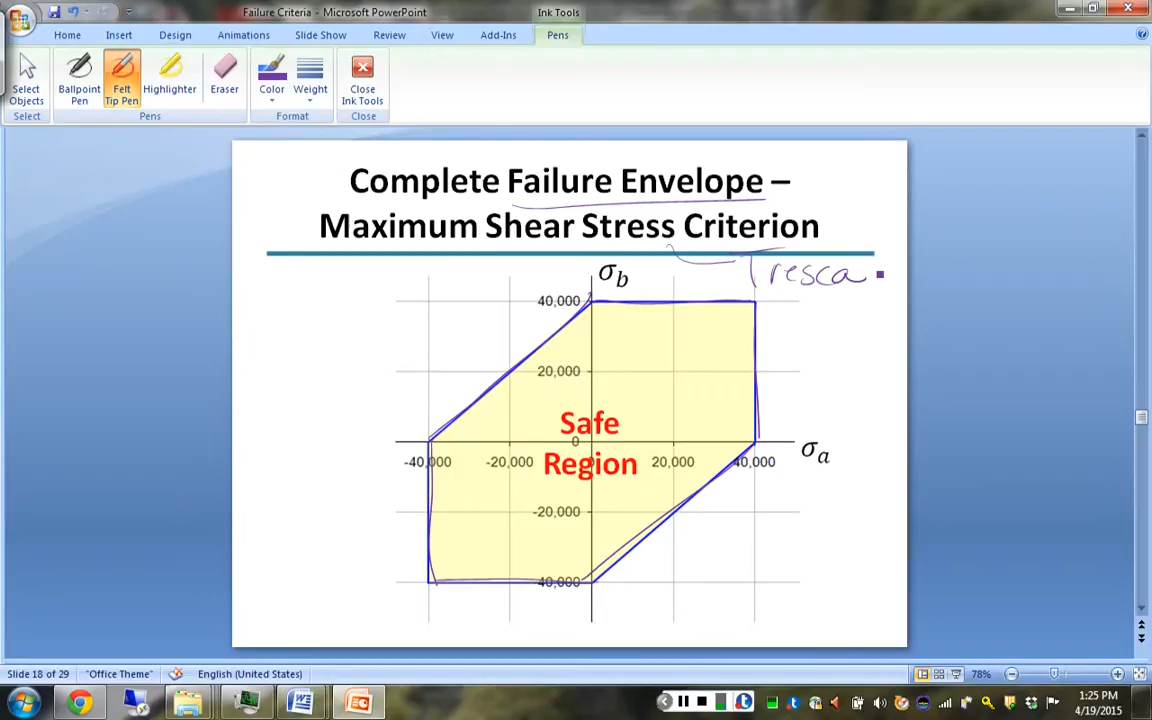 Failure Criteria - Microsoft PowerPoint
Ink Tools
Home Insert Design Animations Slide Show Review View Add-Ins Pens
Select Objects
Ballpoint Pen
Felt Tip Pen
Highlighter
Eraser
Color
Weight
Close Ink Tools
Select Pens Format Close
Complete Failure Envelope –
Maximum Shear Stress Criterion
Tresca
σb
40,000
20,000
Safe
0
σa
-40,000 -20,000 Region 20,000 40,000
-20,000
-40,000
Slide 18 of 29 "Office Theme" English (United States) 78%
1:25 PM
4/19/2015